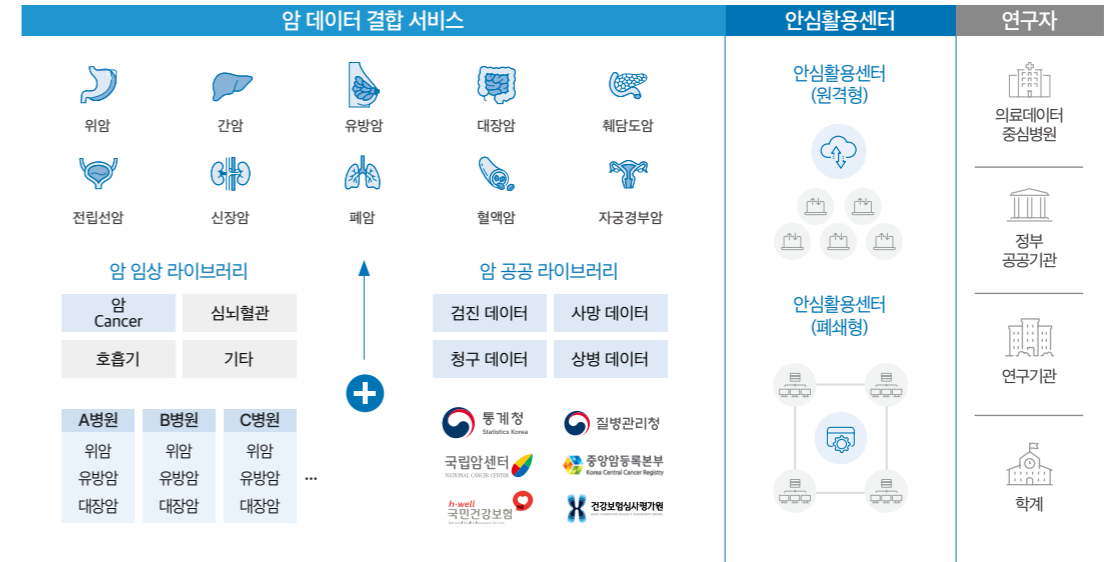 암 데이터 결합 서비스
안심활용센터
연구자
위암
간암
유방암
대장암
췌담도암
전립선암
신장암
폐암
혈액암
자궁경부암
암 임상 라이브러리
암
Cancer
심뇌혈관
호흡기
기타
A병원
B병원
C병원
위암
위암
위암
유방암
유방암
유방암
...
대장암
대장암
대장암
암 공공 라이브러리
검진 데이터
사망 데이터
청구 데이터
상병 데이터
통계청
Statistics Korea
질병관리청
국립암센터
NATIONAL CANCER CENTER
중앙암등록본부
Korea Central Cancer Registry
h-well
국민건강보험
건강보험심사평가원
안심활용센터
(원격형)
안심활용센터
(폐쇄형)
의료데이터
중심병원
정부
공공기관
연구기관
학계